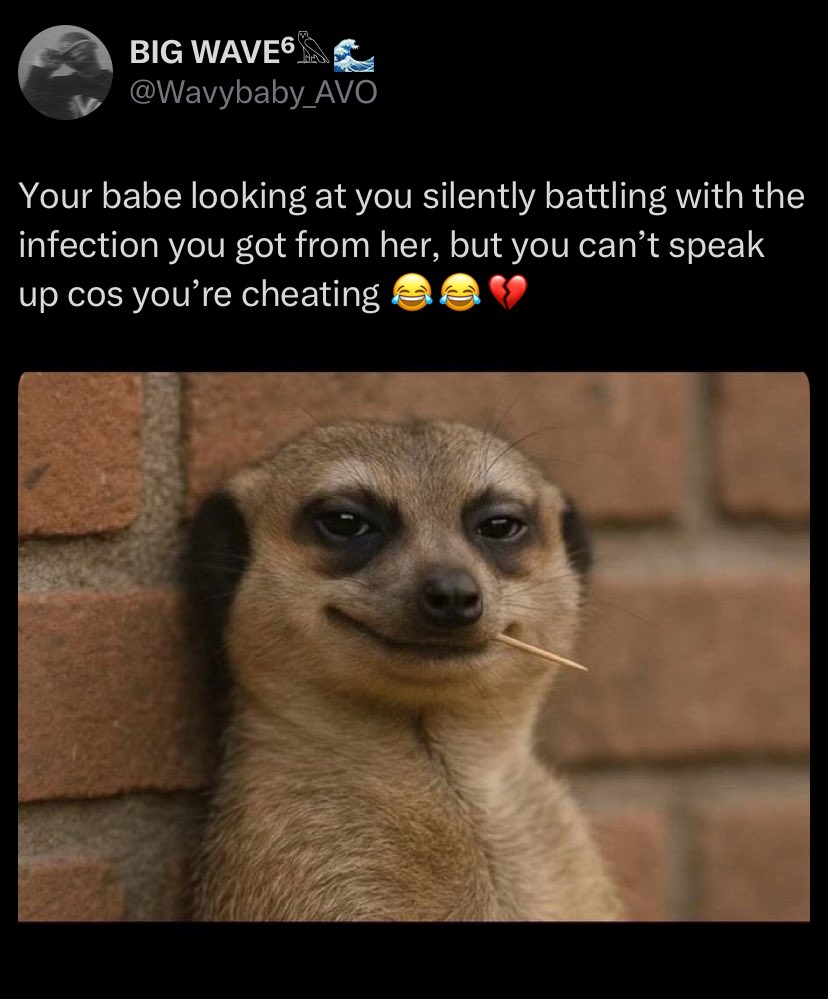 BIG WAVE⁶𓅓🌊
@Wavybaby_AVO
Your babe looking at you silently battling with the
infection you got from her, but you can’t speak
up cos you’re cheating 😂😂💔